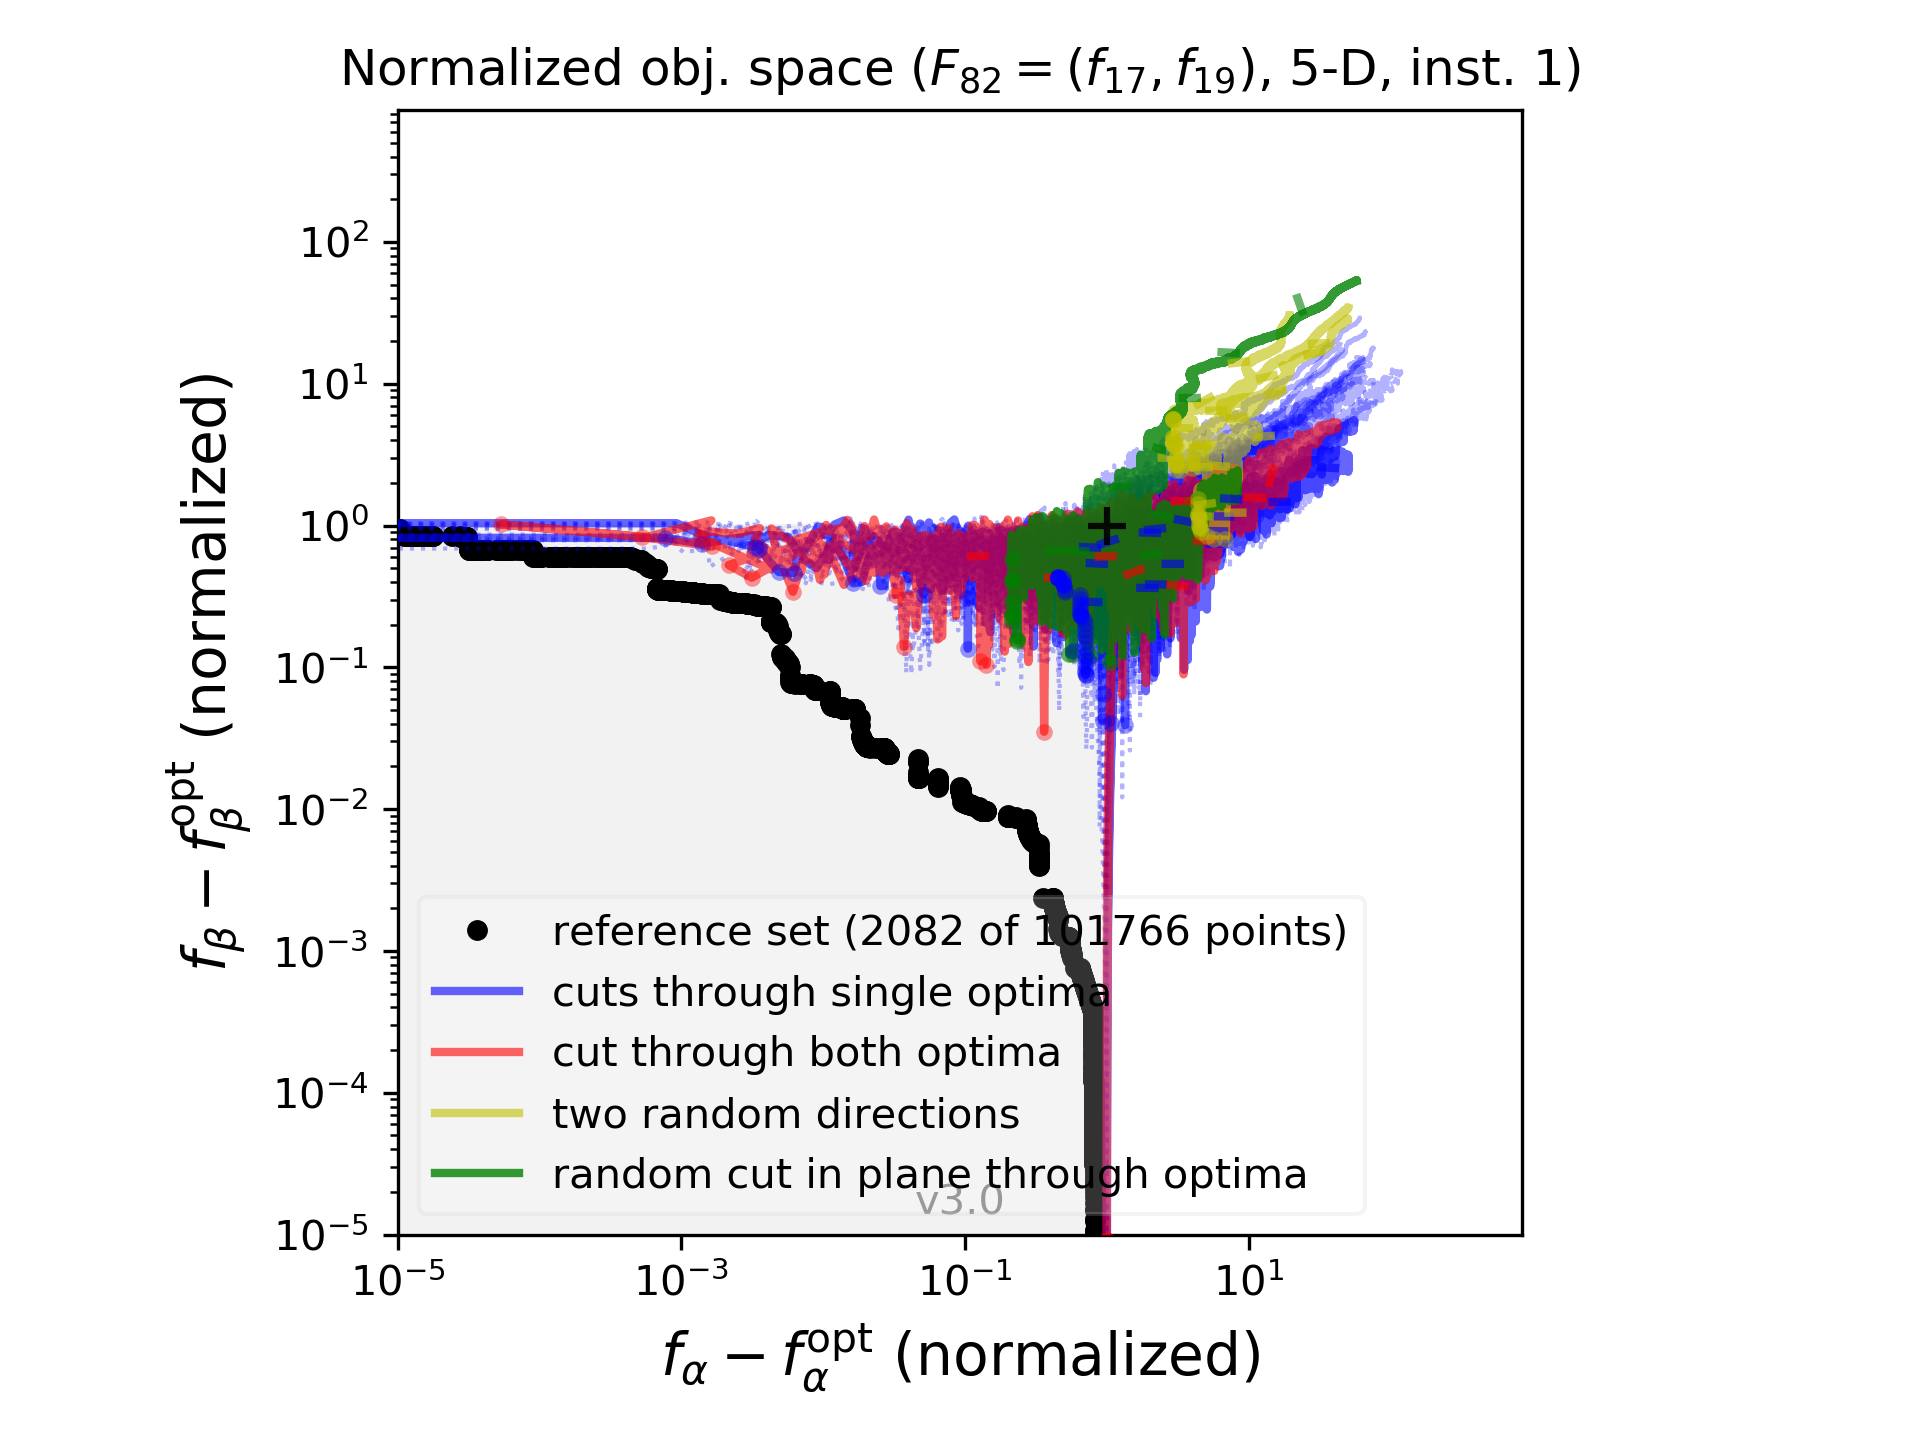 Normalized obj. space (F₈₂ = (f₁₇, f₁₉), 5-D, inst. 1)
10²
10¹
10⁰
10⁻¹
10⁻²
10⁻³
10⁻⁴
10⁻⁵
f_β − f_β^opt (normalized)
reference set (2082 of 101766 points)
cuts through single optima
cut through both optima
two random directions
random cut in plane through optima
v3.0
10⁻⁵ 10⁻³ 10⁻¹ 10¹
f_α − f_α^opt (normalized)